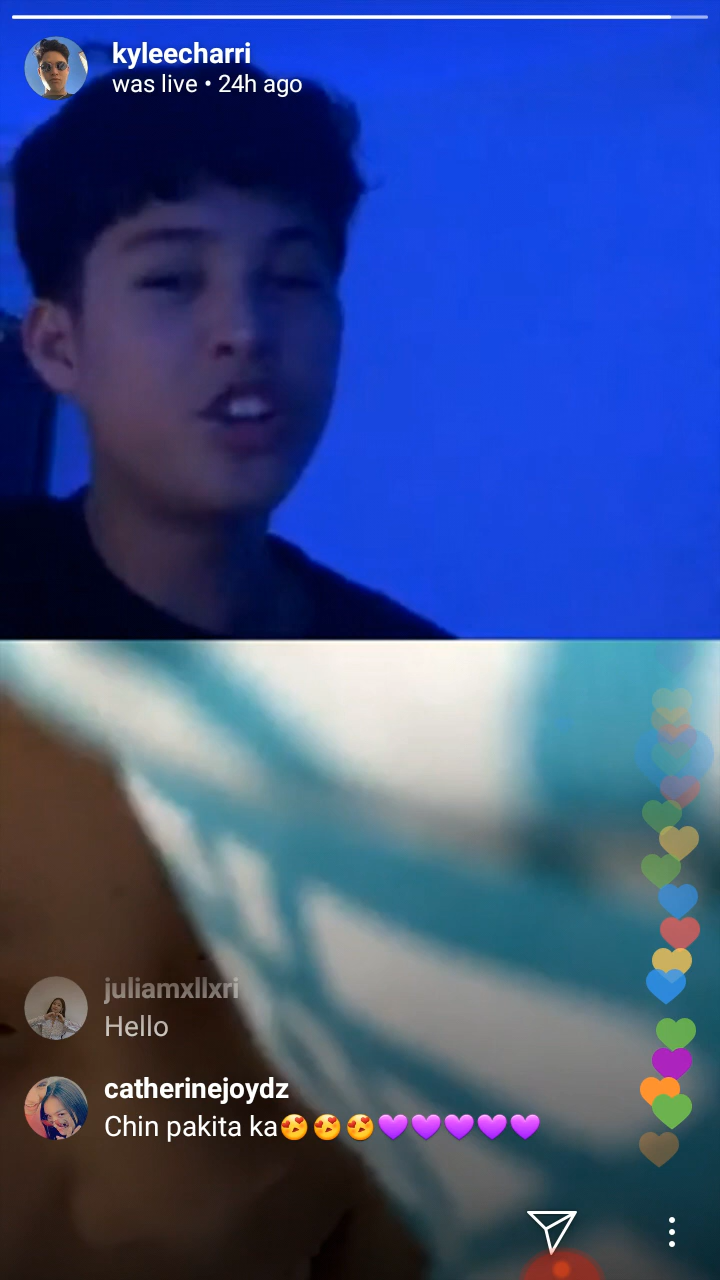 kyleecharri
was live • 24h ago
juliamxllxri
Hello
catherinejoydz
Chin pakita ka😍😍😍💜💜💜💜💜